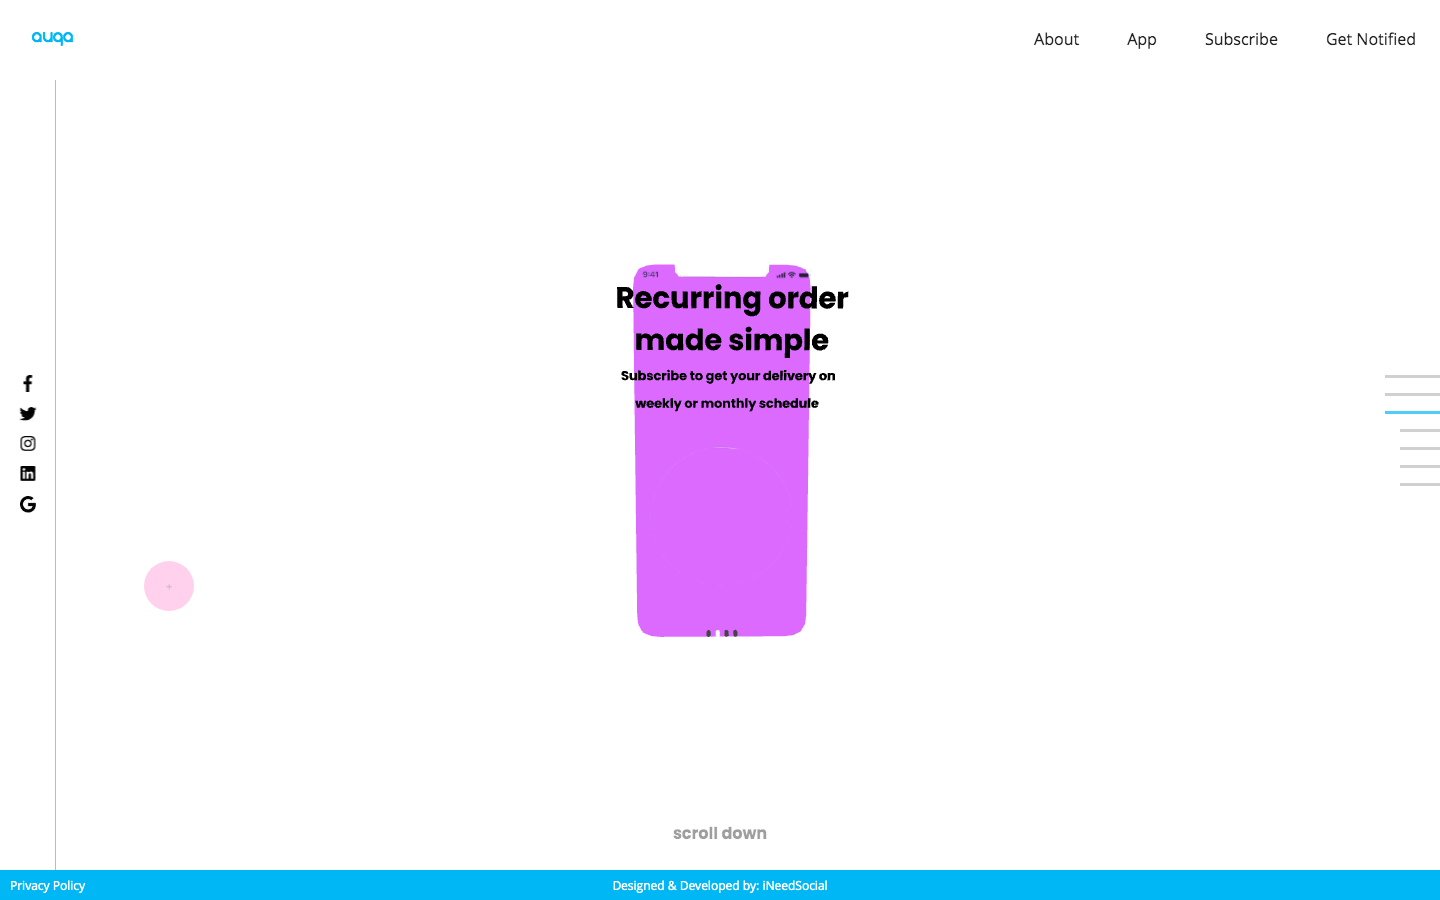 auqa
About
App
Subscribe
Get Notified
9:41
Recurring order
made simple
Subscribe to get your delivery on
weekly or monthly schedule
+
scroll down
Privacy Policy
Designed & Developed by: iNeedSocial